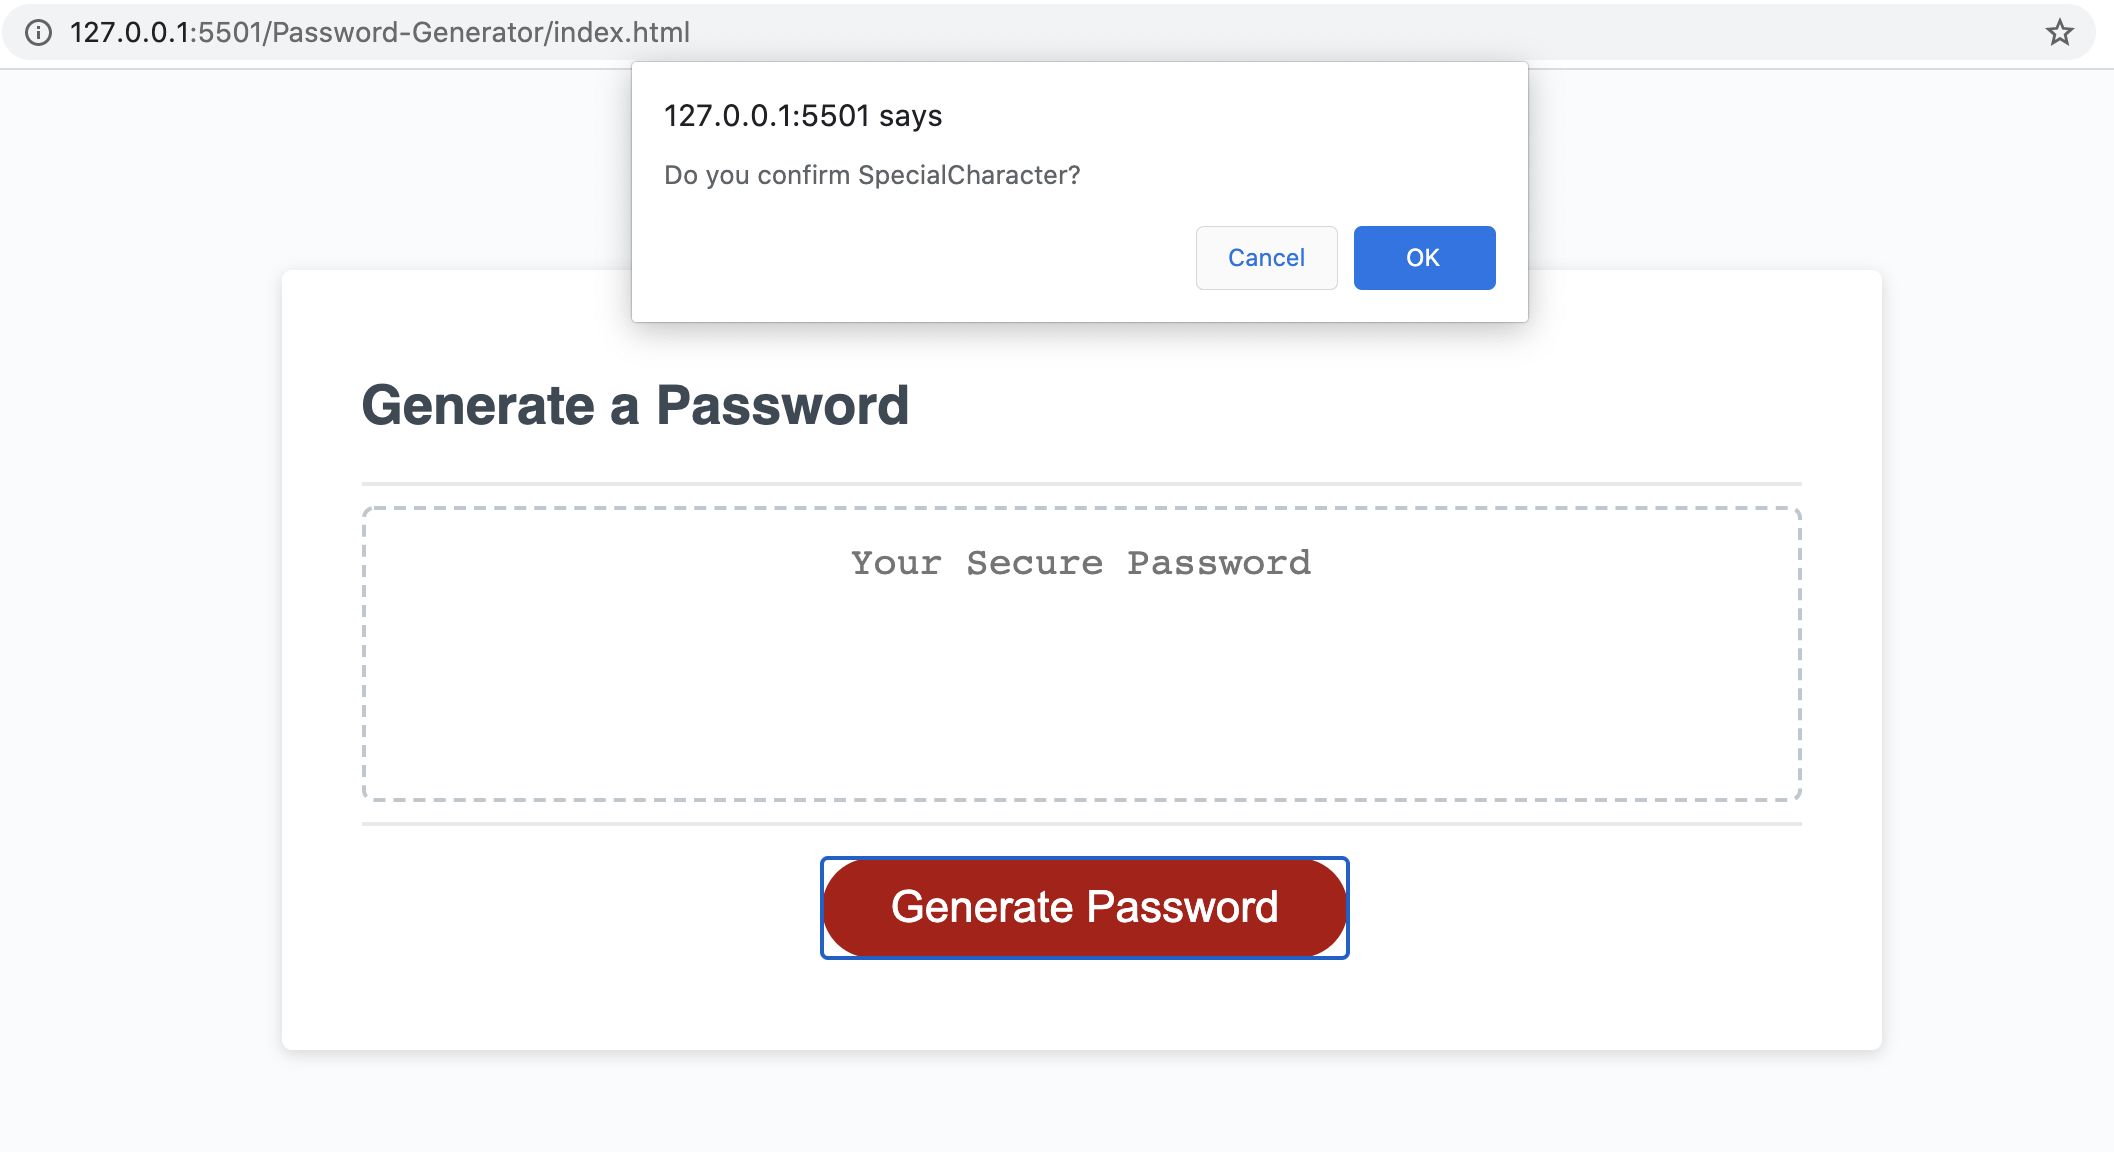 127.0.0.1:5501/Password-Generator/index.html
127.0.0.1:5501 says
Do you confirm SpecialCharacter?
Cancel OK
Generate a Password
Your Secure Password
Generate Password